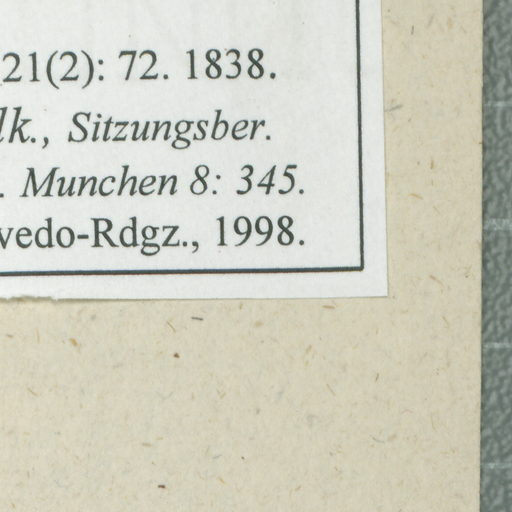 21(2): 72. 1838.
lk., Sitzungsber.
. Munchen 8: 345.
vedo-Rdgz., 1998.